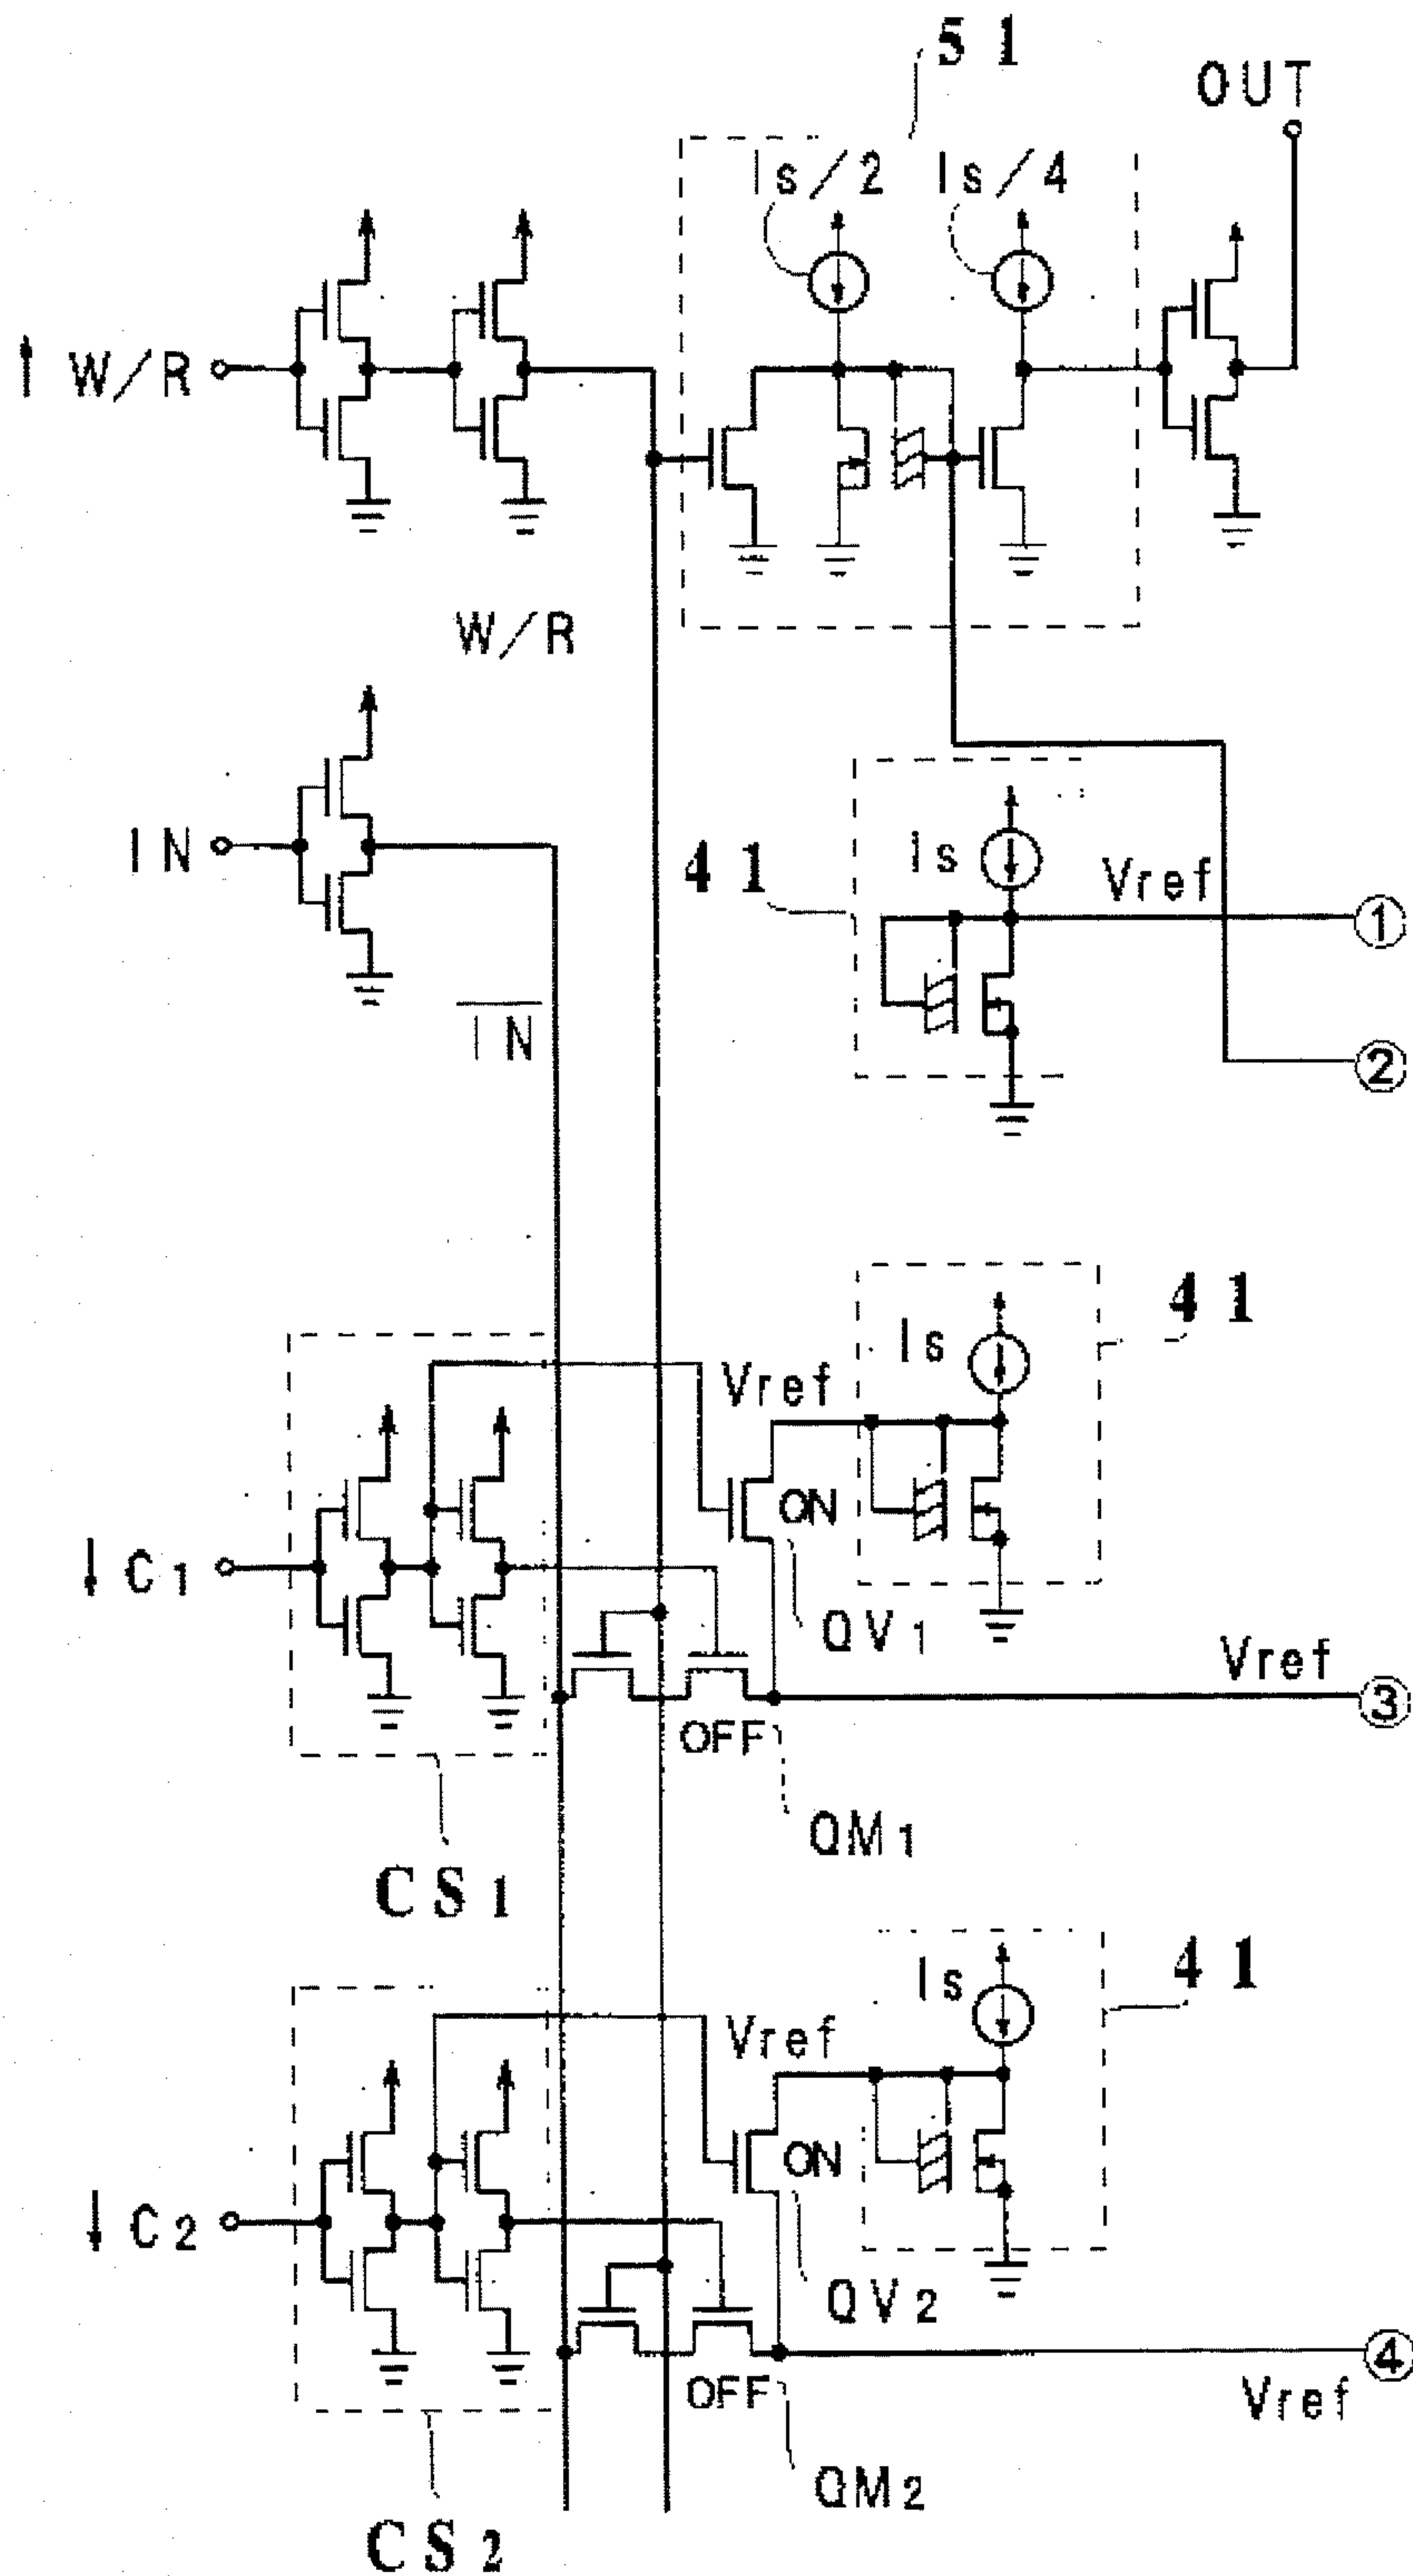 51
OUT
Is/2 Is/4
↑ W/R
W/R
IN
41
Is
Vref
①
IN
②
41
Is
Vref
ON
↓ C1
QV1
Vref
③
OFF
QM1
CS1
41
Is
Vref
ON
↓ C2
QV2
④
OFF
Vref
QM2
CS2